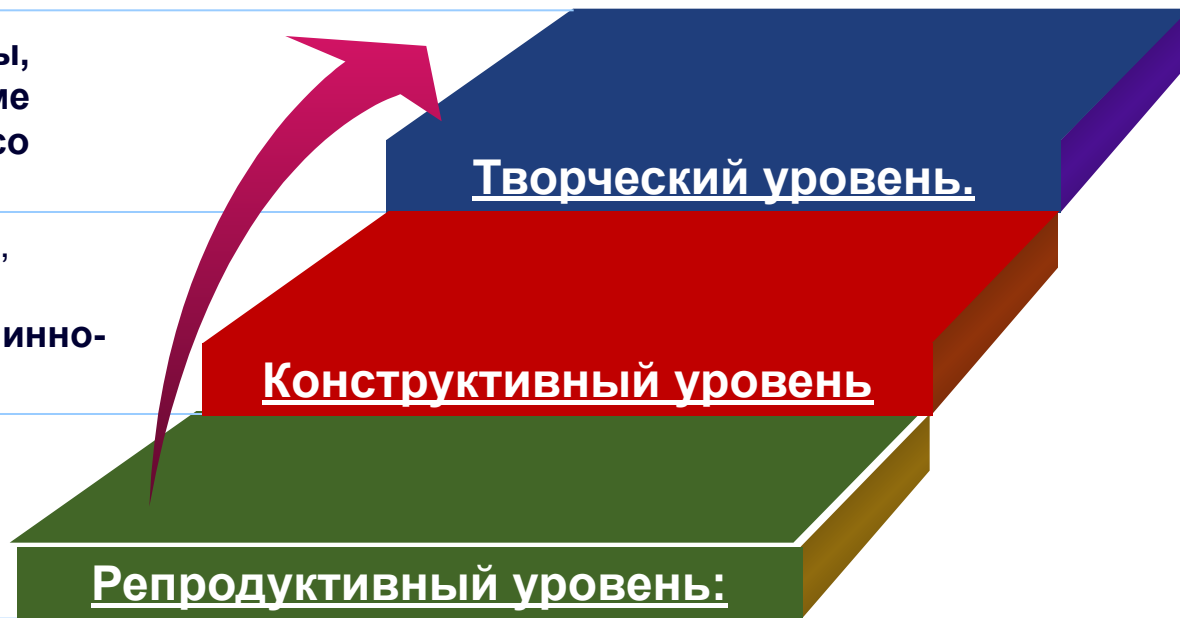 ы,
ме
со
Творческий уровень.
,
инно-
Конструктивный уровень
Репродуктивный уровень: